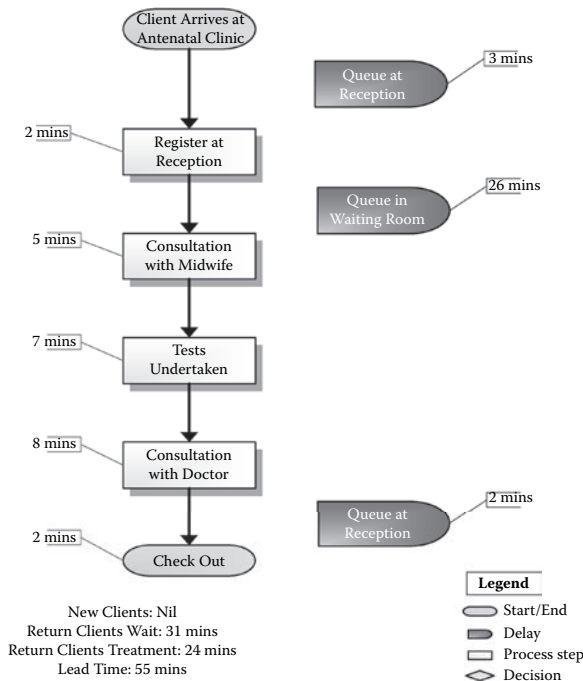 Client Arrives at
Antenatal Clinic
3 mins
Queue at
Reception
2 mins
Register at
Reception
26 mins
Queue in
Waiting Room
5 mins
Consultation
with Midwife
7 mins
Tests
Undertaken
8 mins
Consultation
with Doctor
2 mins
Queue at
Reception
2 mins
Check Out
New Clients: Nil
Return Clients Wait: 31 mins
Return Clients Treatment: 24 mins
Lead Time: 55 mins
Legend
Start/End
Delay
Process step
Decision